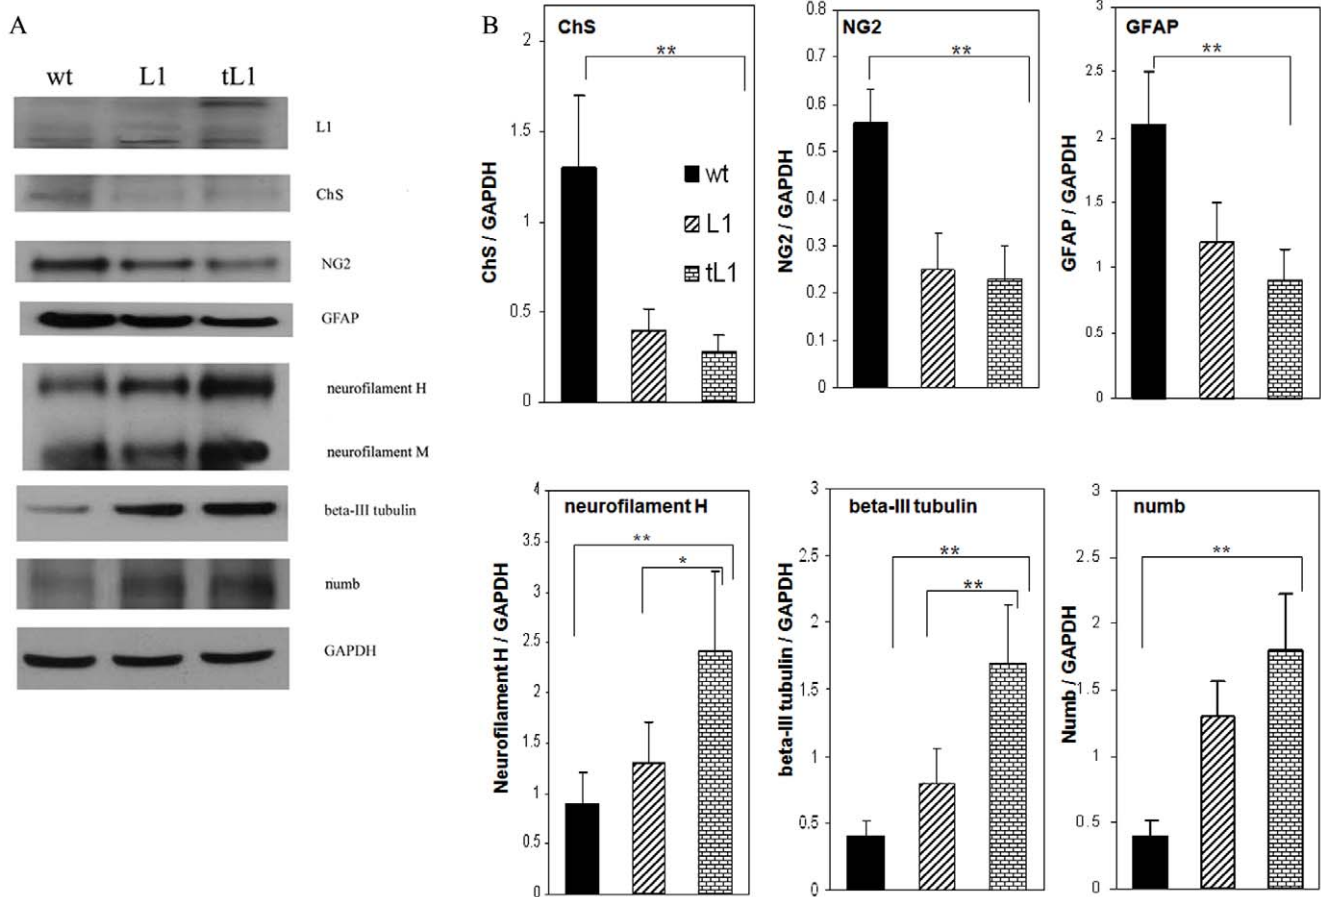 A
wt L1 tL1
L1
ChS
NG2
GFAP
neurofilament H
neurofilament M
beta-III tubulin
numb
GAPDH
B
ChS
**
2
1.5
1
0.5
0
ChS / GAPDH
wt
L1
tL1
NG2
**
0.8
0.7
0.6
0.5
0.4
0.3
0.2
0.1
0
NG2 / GAPDH
GFAP
**
3
2.5
2
1.5
1
0.5
0
GFAP / GAPDH
neurofilament H
**
*
4
3.5
3
2.5
2
1.5
1
0.5
0
Neurofilament H / GAPDH
beta-III tubulin
**
**
3
2.5
2
1.5
1
0.5
0
beta-III tubulin / GAPDH
numb
**
3
2.5
2
1.5
1
0.5
0
Numb / GAPDH